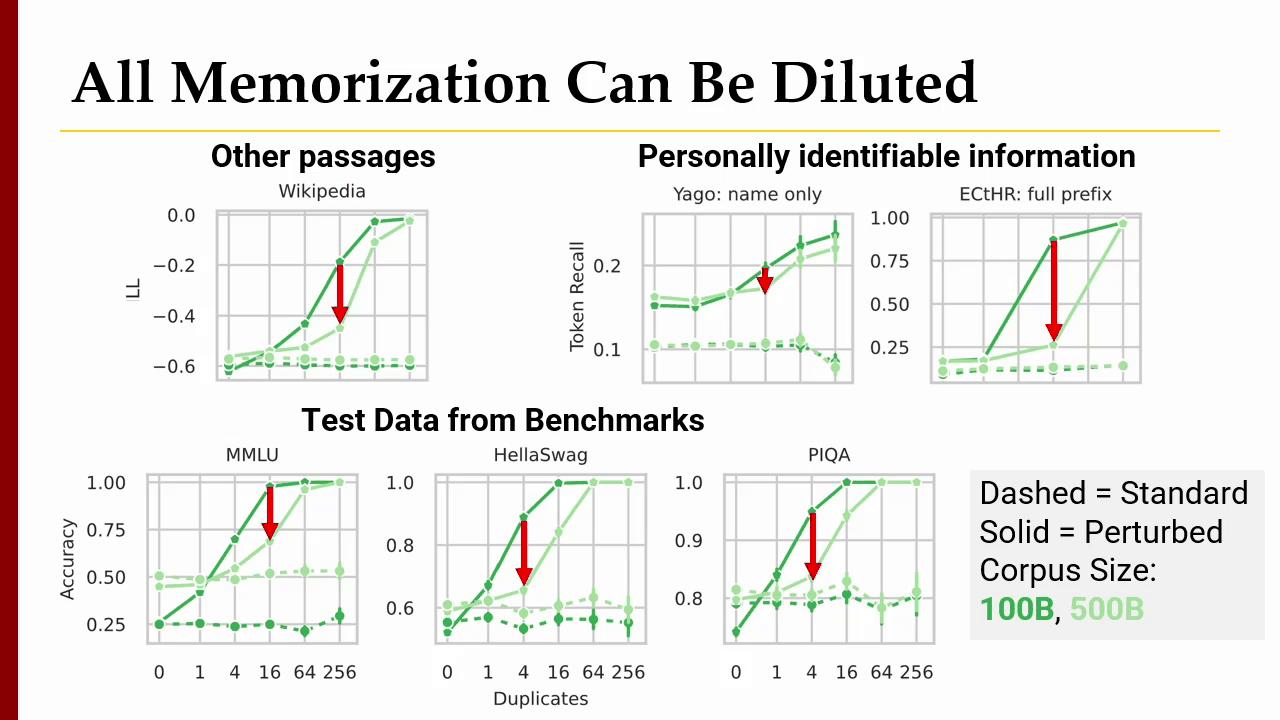 All Memorization Can Be Diluted
Other passages
Personally identifiable information
Wikipedia
Yago: name only
ECtHR: full prefix
0.0
−0.2
−0.4
−0.6
LL
Token Recall
0.2
0.1
1.00
0.75
0.50
0.25
Test Data from Benchmarks
MMLU
HellaSwag
PIQA
Accuracy
1.00
0.75
0.50
0.25
1.0
0.8
0.6
1.0
0.9
0.8
0 1 4 16 64 256
0 1 4 16 64 256
0 1 4 16 64 256
Duplicates
Dashed = Standard
Solid = Perturbed
Corpus Size:
100B, 500B